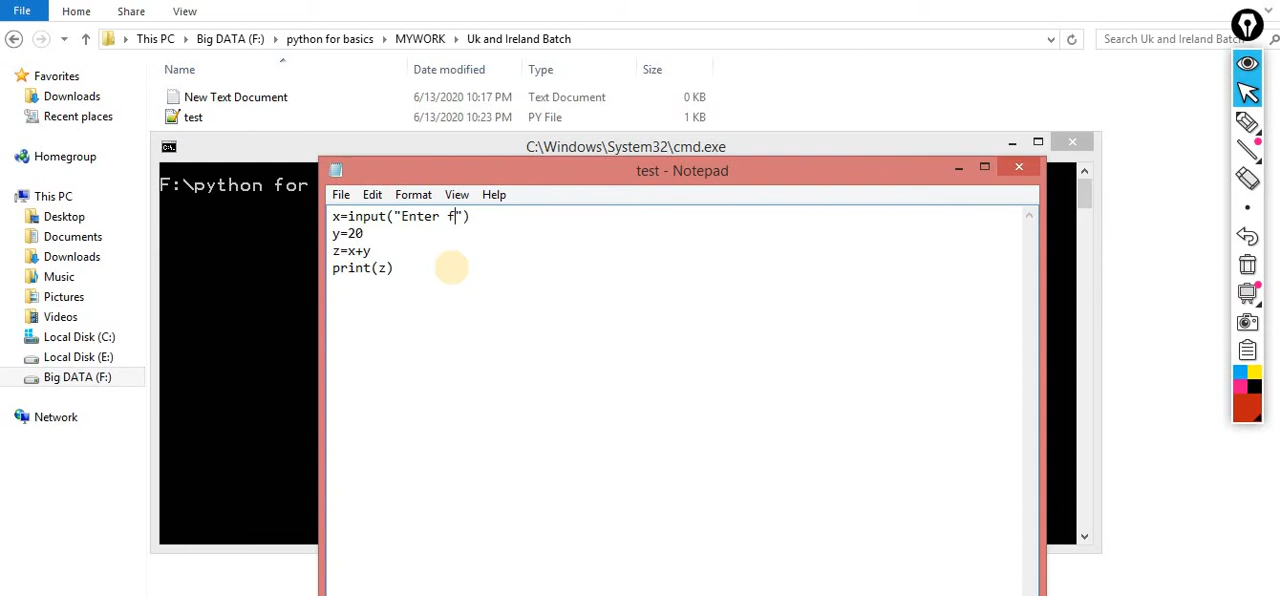 File Home Share View
This PC Big DATA (F:) python for basics MYWORK Uk and Ireland Batch Search Uk and Ireland Batch
Name Date modified Type Size
Favorites
Downloads
Recent places
Homegroup
This PC
Desktop
Documents
Downloads
Music
Pictures
Videos
Local Disk (C:)
Local Disk (E:)
Big DATA (F:)
Network
New Text Document 6/13/2020 10:17 PM Text Document 0 KB
test 6/13/2020 10:23 PM PY File 1 KB
C:\Windows\System32\cmd.exe
F:\python for
test - Notepad
File Edit Format View Help
x=input("Enter f")
y=20
z=x+y
print(z)